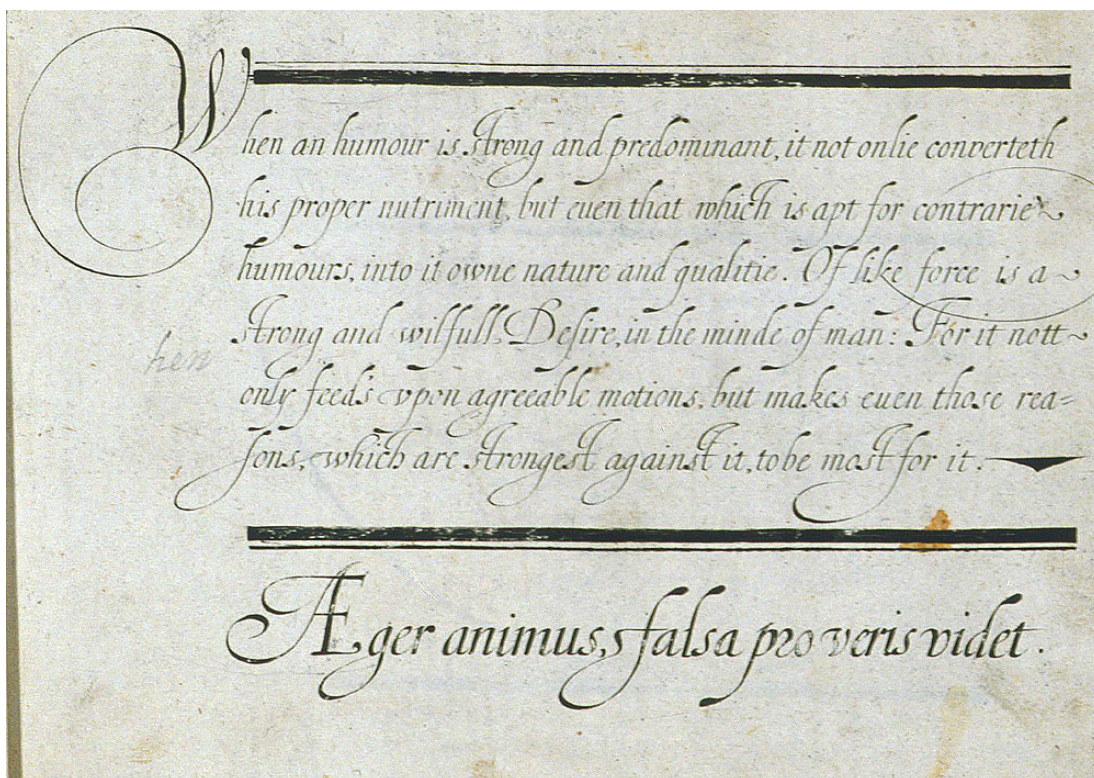 When an humour is strong and predominant, it not onlie converteth
his proper nutriment, but even that which is apt for contrarie
humours, into it owne nature and qualitie. Of like force is a
strong and wilfull Desire, in the minde of man: For it nott
hen
only feeds vpon agreeable motions, but makes euen those rea=
sons, which are strongest against it, to be most for it.
Æger animus, falsa pro veris videt.